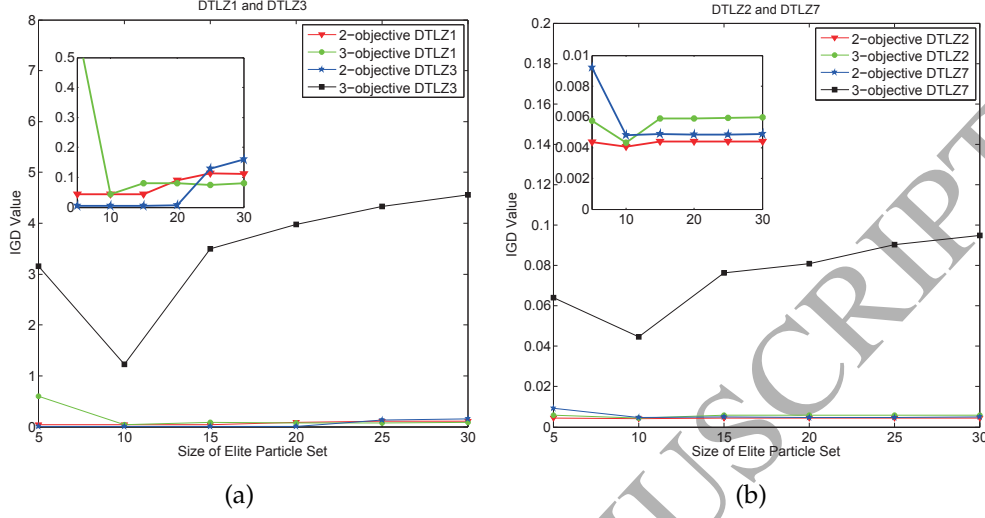 DTLZ1 and DTLZ3
8
7
6
5
4
3
2
1
0
IGD Value
2-objective DTLZ1
3-objective DTLZ1
2-objective DTLZ3
3-objective DTLZ3
0.5
0.4
0.3
0.2
0.1
0
10 20 30
5 10 15 20 25 30
Size of Elite Particle Set
(a)
DTLZ2 and DTLZ7
0.2
0.18
0.16
0.14
0.12
0.1
0.08
0.06
0.04
0.02
0
IGD Value
2-objective DTLZ2
3-objective DTLZ2
2-objective DTLZ7
3-objective DTLZ7
0.01
0.008
0.006
0.004
0.002
0
10 20 30
5 10 15 20 25 30
Size of Elite Particle Set
(b)
USCRIPT